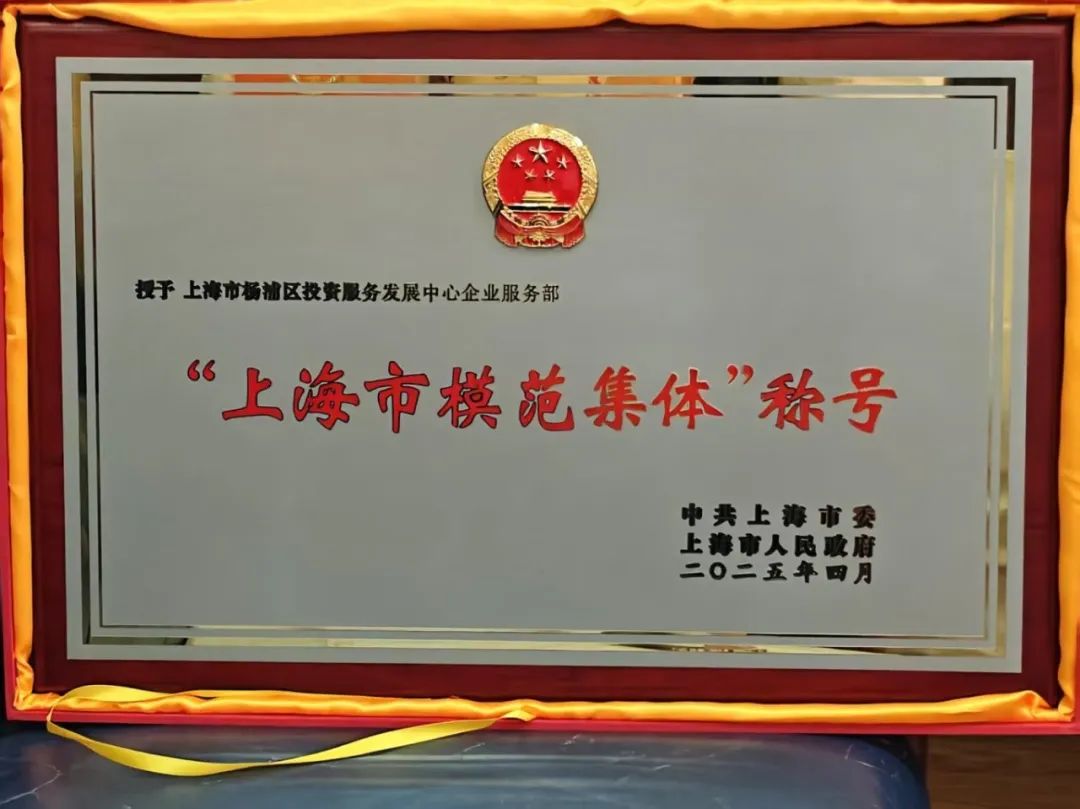 授予 上海市杨浦区投资服务发展中心企业服务部
“上海市模范集体”称号
中共上海市委
上海市人民政府
二〇二五年四月